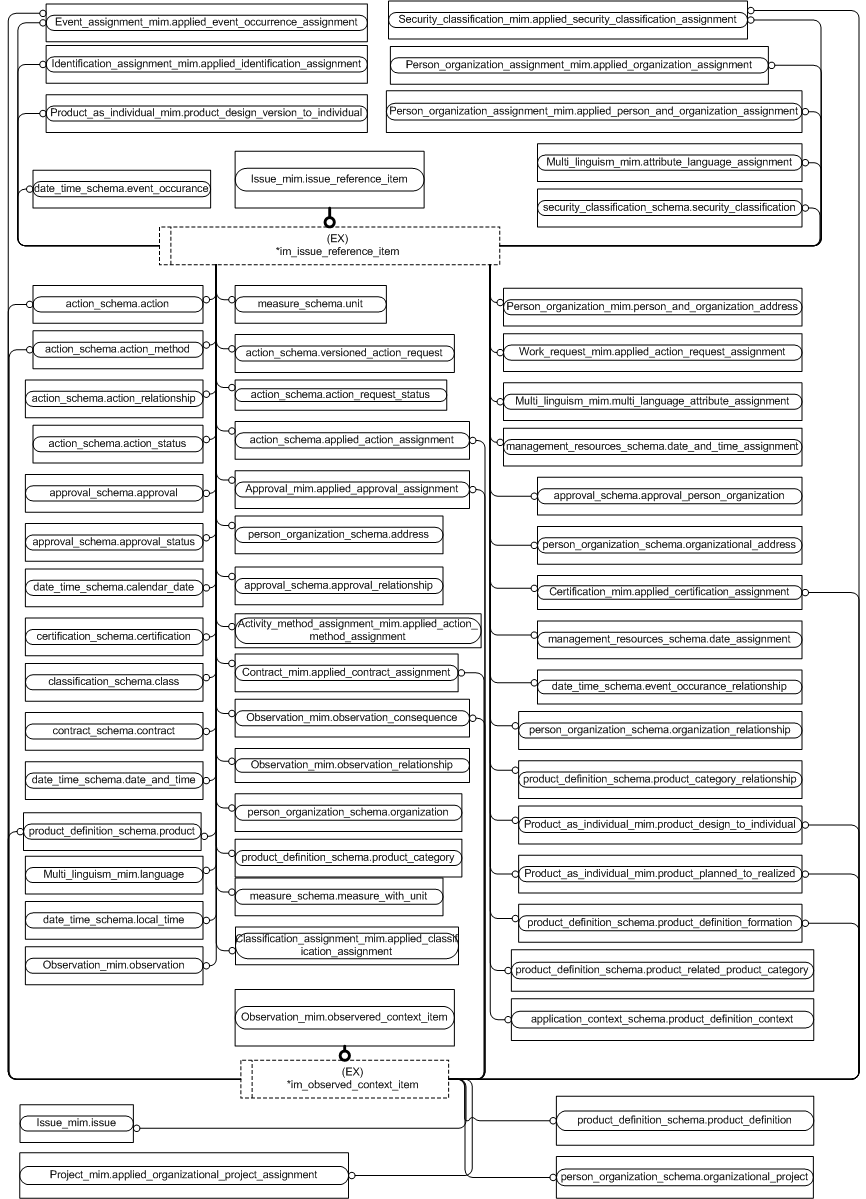 Event_assignment_mim.applied_event_occurrence_assignment
Security_classification_mim.applied_security_classification_assignment
Identification_assignment_mim.applied_identification_assignment
Person_organization_assignment_mim.applied_organization_assignment
Product_as_individual_mim.product_design_version_to_individual
Person_organization_assignment_mim.applied_person_and_organization_assignment
Multi_linguism_mim.attribute_language_assignment
date_time_schema.event_occurance
Issue_mim.issue_reference_item
security_classification_schema.security_classification
(EX)
*im_issue_reference_item
action_schema.action
action_schema.action_method
action_schema.action_relationship
action_schema.action_status
approval_schema.approval
approval_schema.approval_status
date_time_schema.calendar_date
certification_schema.certification
classification_schema.class
contract_schema.contract
date_time_schema.date_and_time
product_definition_schema.product
Multi_linguism_mim.language
date_time_schema.local_time
Observation_mim.observation
measure_schema.unit
action_schema.versioned_action_request
action_schema.action_request_status
action_schema.applied_action_assignment
Approval_mim.applied_approval_assignment
person_organization_schema.address
approval_schema.approval_relationship
Activity_method_assignment_mim.applied_action_
method_assignment
Contract_mim.applied_contract_assignment
Observation_mim.observation_consequence
Observation_mim.observation_relationship
person_organization_schema.organization
product_definition_schema.product_category
measure_schema.measure_with_unit
Classification_assignment_mim.applied_classif
ication_assignment
Person_organization_mim.person_and_organization_address
Work_request_mim.applied_action_request_assignment
Multi_linguism_mim.multi_language_attribute_assignment
management_resources_schema.date_and_time_assignment
approval_schema.approval_person_organization
person_organization_schema.organizational_address
Certification_mim.applied_certification_assignment
management_resources_schema.date_assignment
date_time_schema.event_occurance_relationship
person_organization_schema.organization_relationship
product_definition_schema.product_category_relationship
Product_as_individual_mim.product_design_to_individual
Product_as_individual_mim.product_planned_to_realized
product_definition_schema.product_definition_formation
product_definition_schema.product_related_product_category
application_context_schema.product_definition_context
Observation_mim.observered_context_item
(EX)
*im_observed_context_item
Issue_mim.issue
product_definition_schema.product_definition
Project_mim.applied_organizational_project_assignment
person_organization_schema.organizational_project